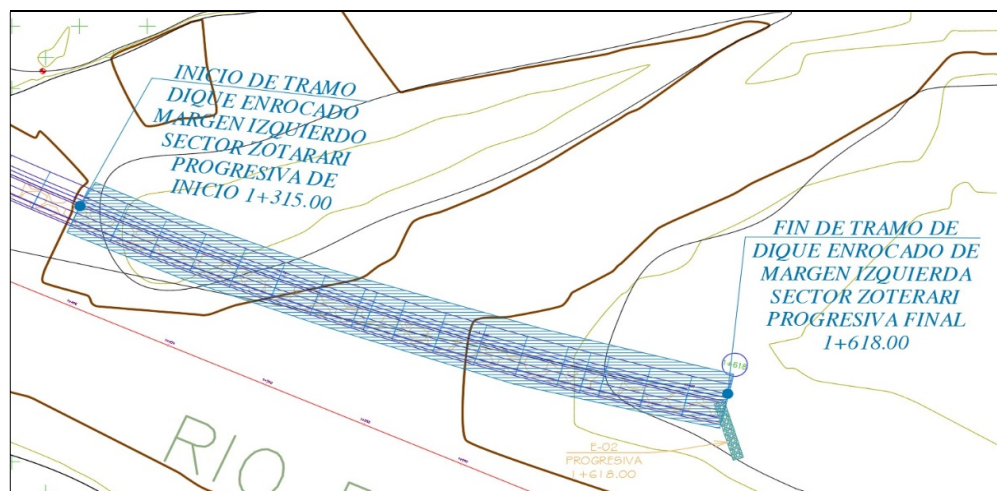 INICIO DE TRAMO
DIQUE ENROCADO
MARGEN IZQUIERDO
SECTOR ZOTARARI
PROGRESIVA DE
INICIO 1+315.00
FIN DE TRAMO DE
DIQUE ENROCADO DE
MARGEN IZQUIERDA
SECTOR ZOTERARI
PROGRESIVA FINAL
1+618.00
1+618
E-02
PROGRESIVA
1+618.00
RIO